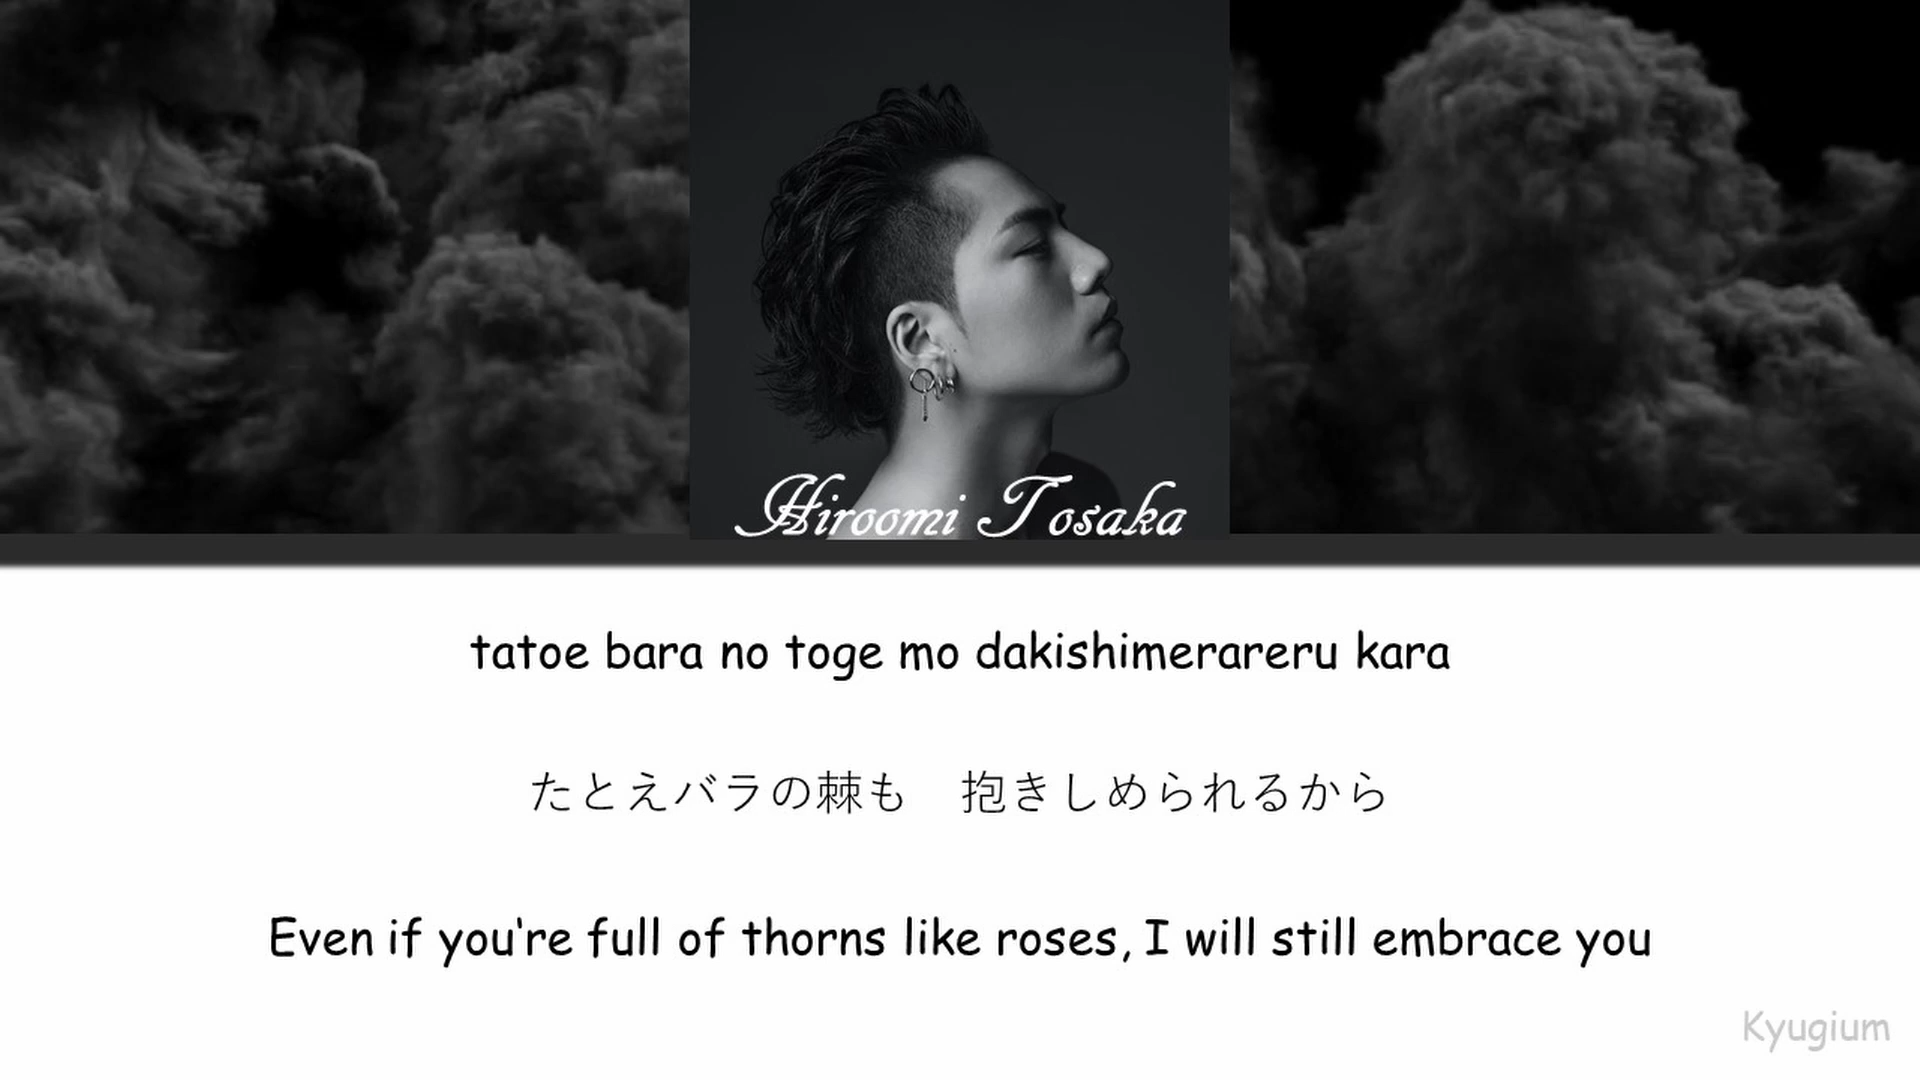 Hiroomi Tosaka
tatoe bara no toge mo dakishimerareru kara
たとえバラの棘も　抱きしめられるから
Even if you're full of thorns like roses, I will still embrace you
Kyugium